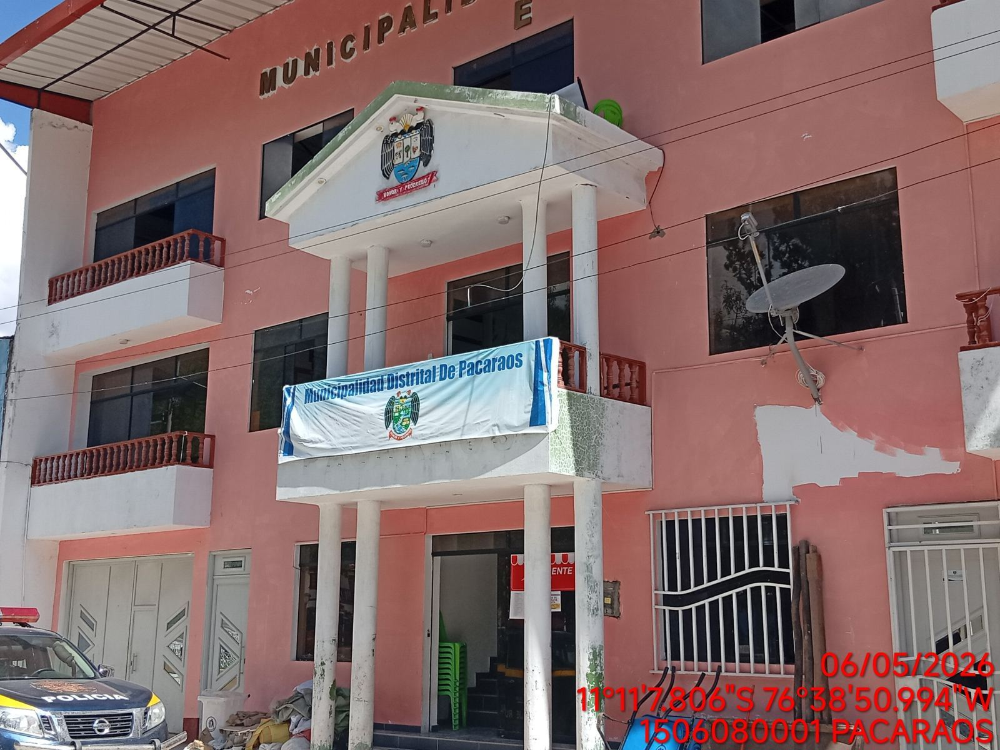 MUNICIPALID
E
HONOR Y PROGRESO
Municipalidad Distrital De Pacaraos
ENTE
POLICIA
06/05/2026
11°11'7.806"S 76°38'50.994"W
1506080001 PACARAOS